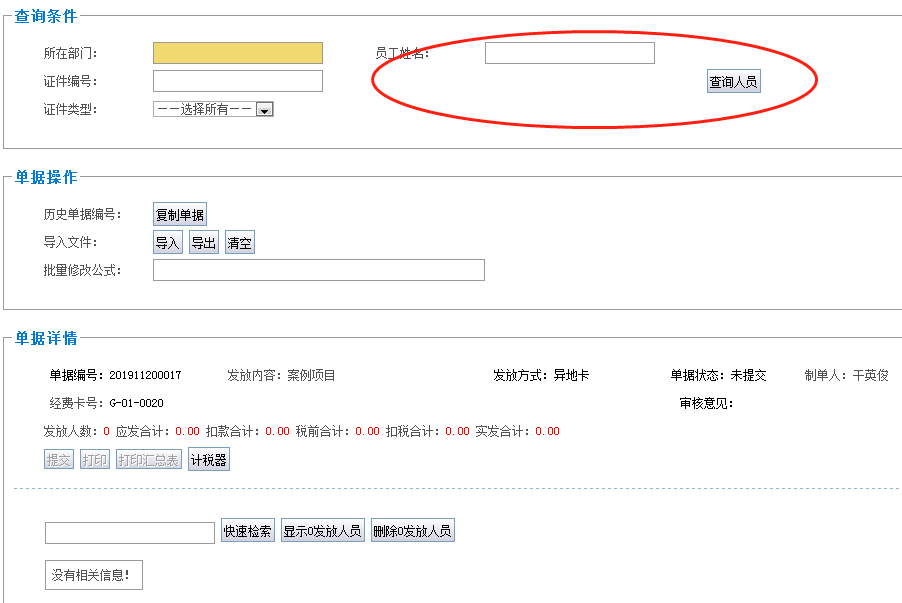 查询条件
所在部门： 员工姓名：
证件编号： 查询人员
证件类型： －－选择所有－－
单据操作
历史单据编号： 复制单据
导入文件： 导入 导出 清空
批量修改公式：
单据详情
单据编号：201911200017 发放内容：案例项目 发放方式：异地卡 单据状态：未提交 制单人：干英俊
经费卡号：G-01-0020 审核意见：
发放人数：0 应发合计：0.00 扣款合计：0.00 税前合计：0.00 扣税合计：0.00 实发合计：0.00
提交 打印 打印汇总表 计税器
快速检索 显示0发放人员 删除0发放人员
没有相关信息！